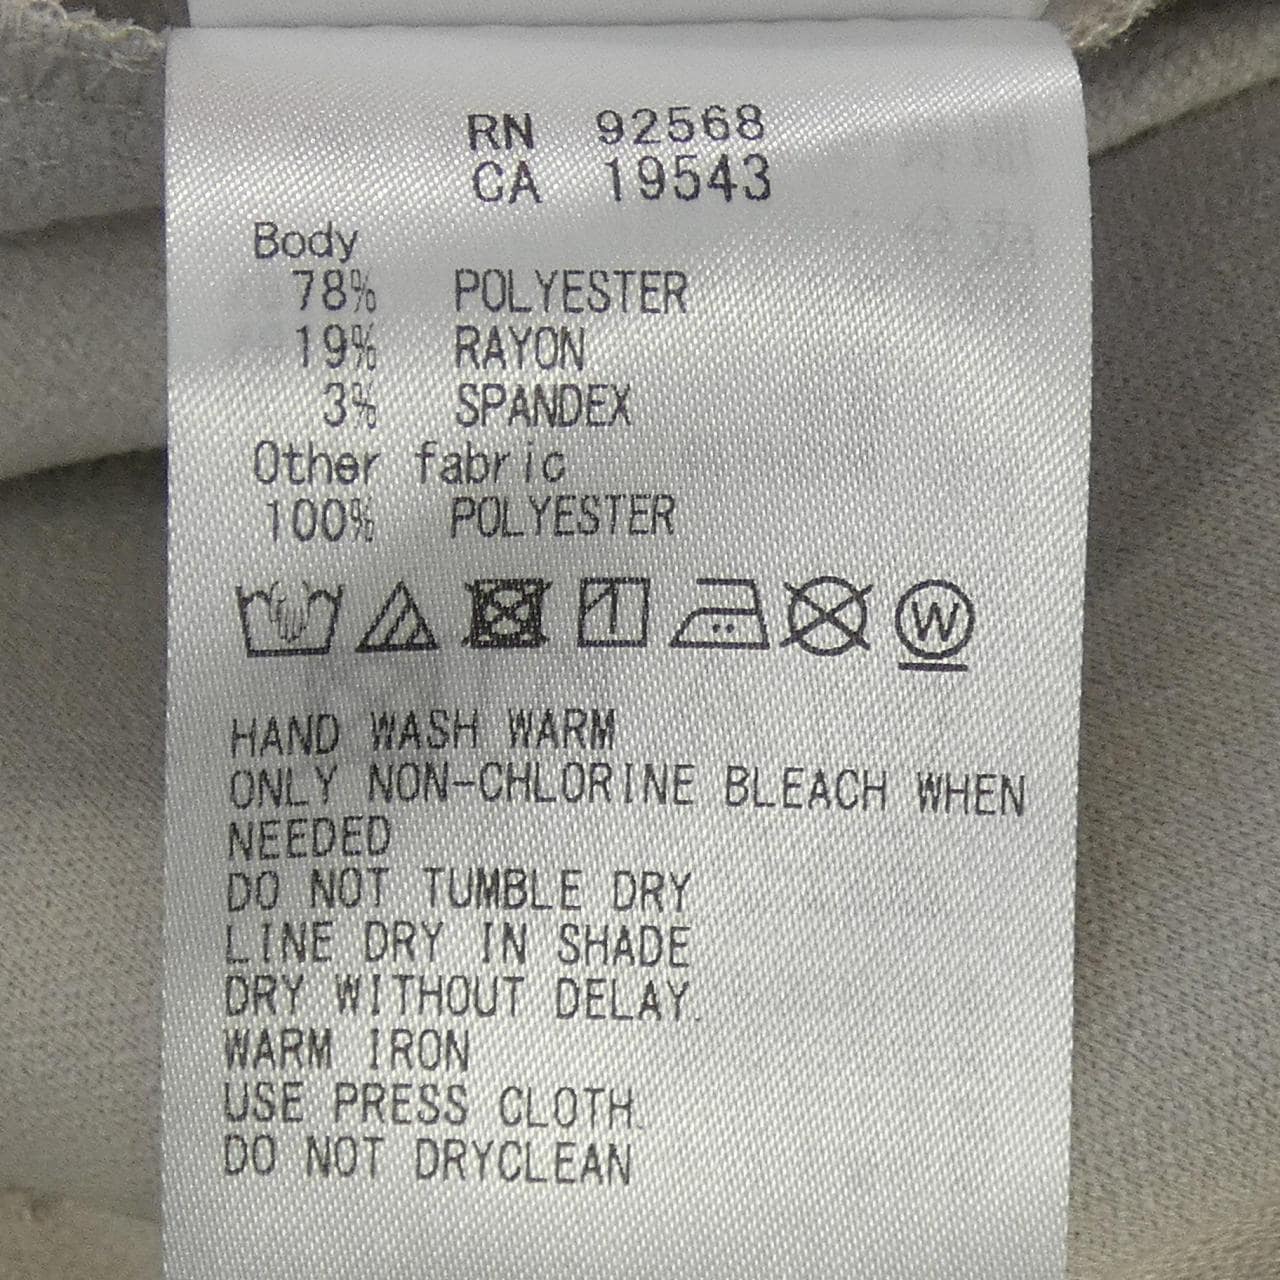 RN 92568
CA 19543
Body
78% POLYESTER
19% RAYON
3% SPANDEX
Other fabric
100% POLYESTER
W
HAND WASH WARM
ONLY NON-CHLORINE BLEACH WHEN
NEEDED
DO NOT TUMBLE DRY
LINE DRY IN SHADE
DRY WITHOUT DELAY.
WARM IRON
USE PRESS CLOTH.
DO NOT DRYCLEAN